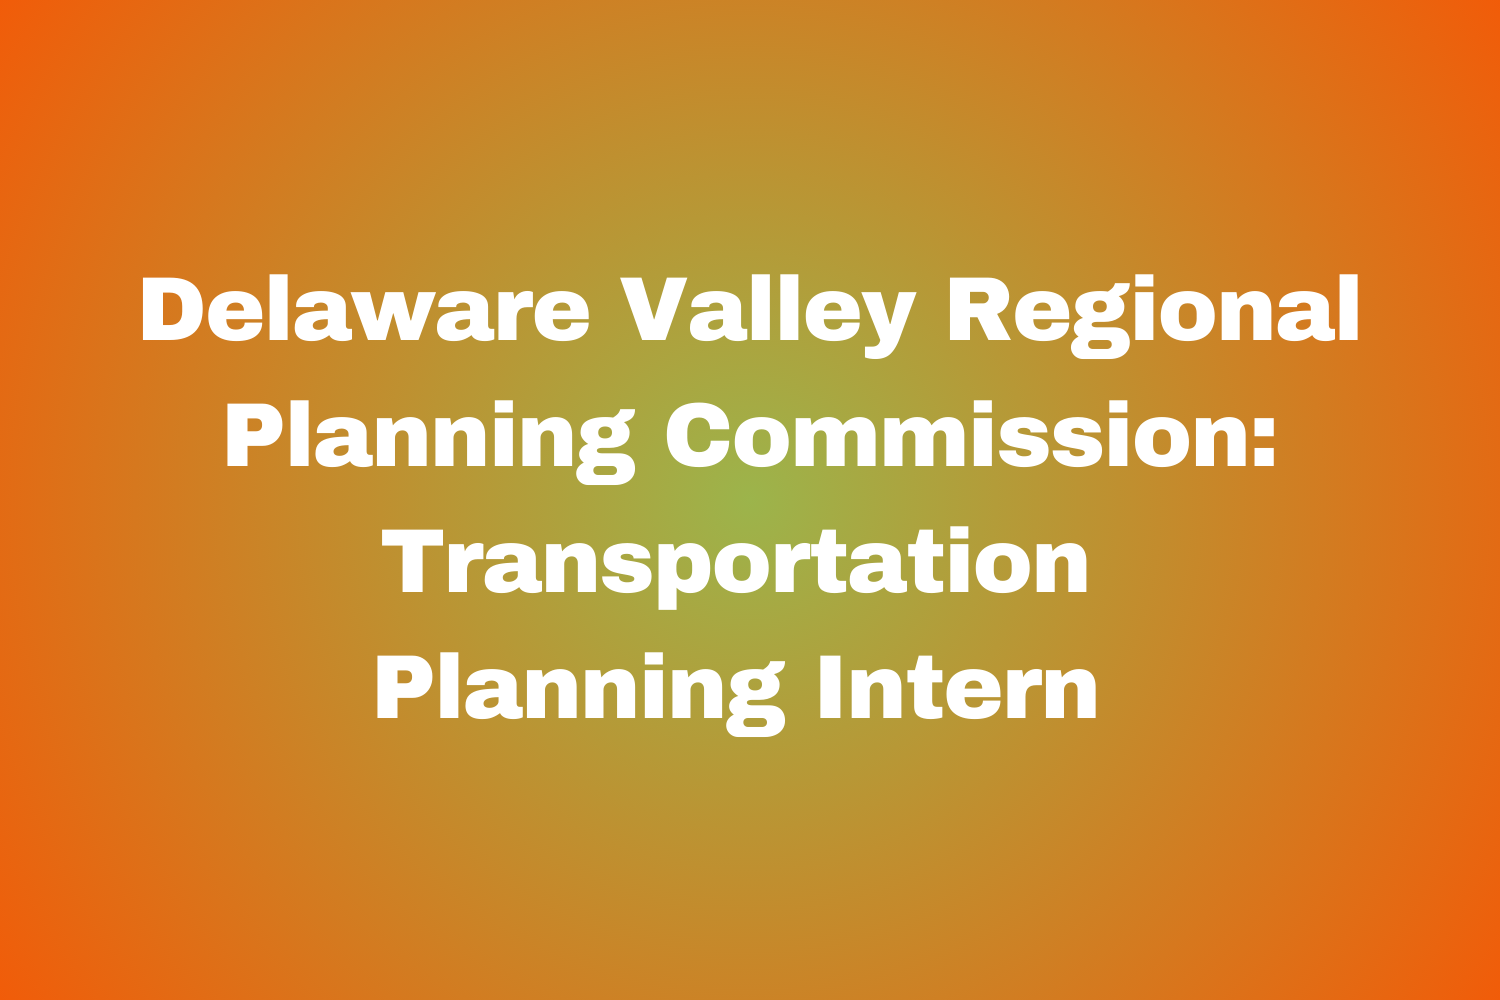 Delaware Valley Regional
Planning Commission:
Transportation
Planning Intern